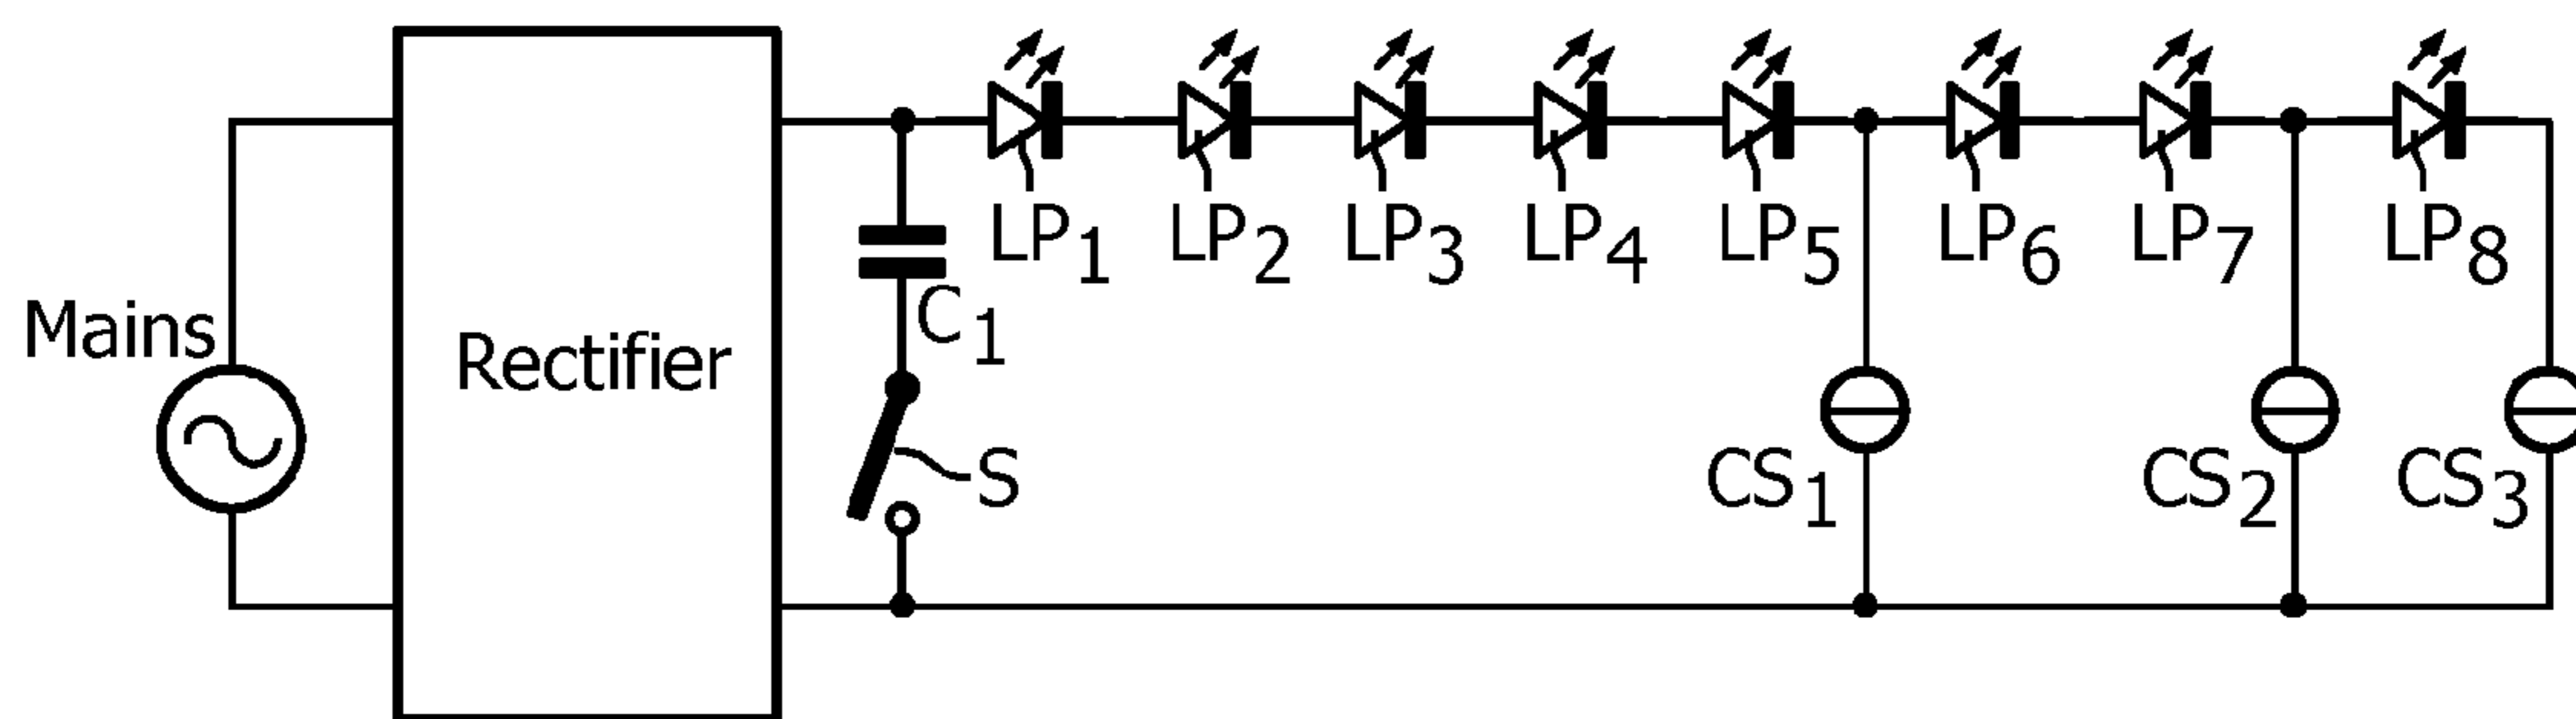 LP1 LP2 LP3 LP4 LP5 LP6 LP7 LP8
Mains
Rectifier
C1
S
CS1 CS2 CS3